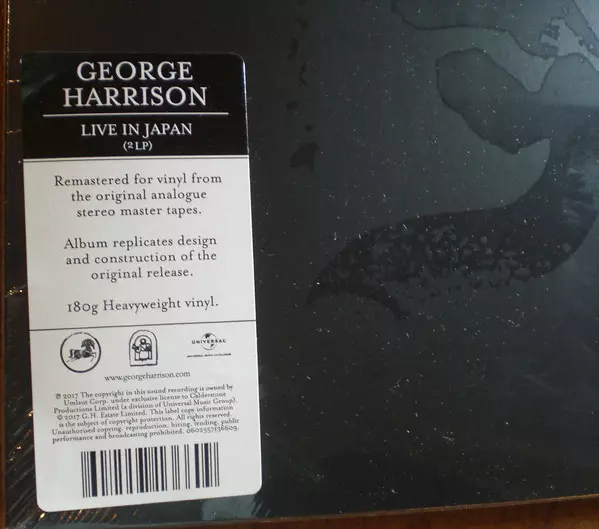 GEORGE
HARRISON
LIVE IN JAPAN
(2LP)
Remastered for vinyl from
the original analogue
stereo master tapes.
Album replicates design
and construction of the
original release.
180g Heavyweight vinyl.
UNIVERSAL
www.georgeharrison.com
℗ 2017 The copyright in this sound recording is owned by
Umlaut Corp. under exclusive license to Calderstone
Productions Limited (a division of Universal Music Group).
© 2017 G.H. Estate Limited. This label copy information
is the subject of copyright protection. All rights reserved.
Unauthorised copying, reproduction, hiring, lending, public
performance and broadcasting prohibited. 0602557136609.